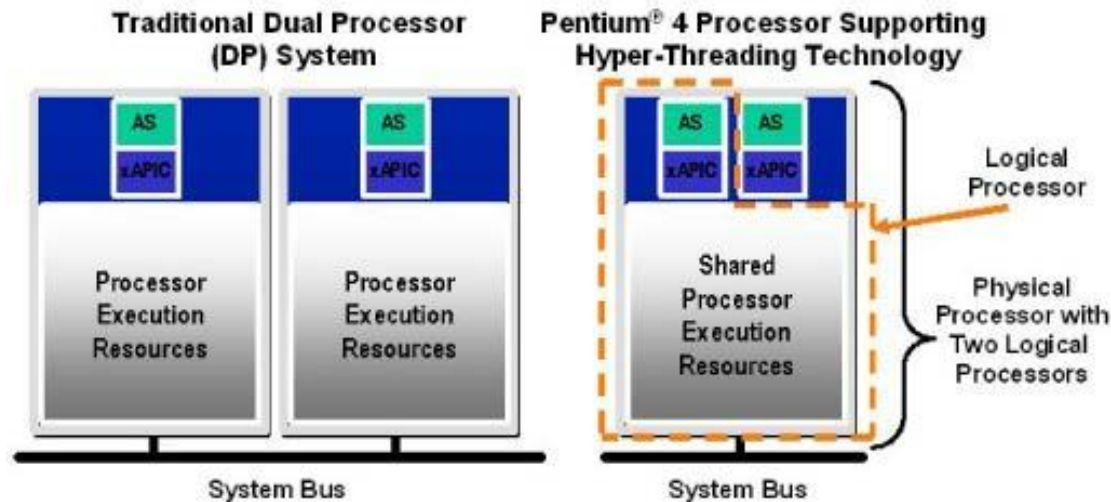 Traditional Dual Processor
(DP) System
AS
xAPIC
AS
xAPIC
Processor
Execution
Resources
Processor
Execution
Resources
System Bus
Pentium® 4 Processor Supporting
Hyper-Threading Technology
AS
xAPIC
AS
xAPIC
Shared
Processor
Execution
Resources
Logical
Processor
Physical
Processor with
Two Logical
Processors
System Bus